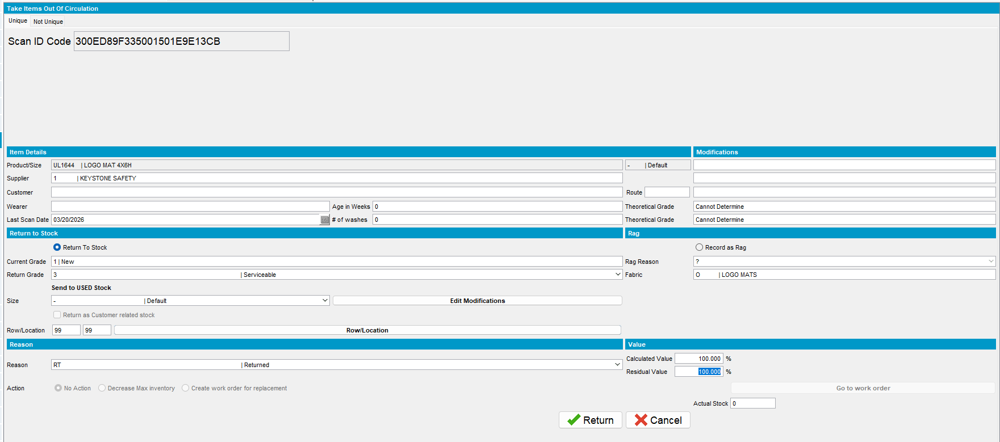 Take Items Out Of Circulation
Unique Not Unique
Scan ID Code 300ED89F335001501E9E13CB
Item Details Modifications
Product/Size UL1644 | LOGO MAT 4X6H - | Default
Supplier 1 | KEYSTONE SAFETY
Customer Route
Wearer Age in Weeks 0 Theoretical Grade Cannot Determine
Last Scan Date 03/20/2026 # of washes 0 Theoretical Grade Cannot Determine
Return to Stock Rag
Return To Stock Record as Rag
Current Grade 1 | New Rag Reason ?
Return Grade 3 | Serviceable Fabric O | LOGO MATS
Send to USED Stock
Size - | Default Edit Modifications
Return as Customer related stock
Row/Location 99 99 Row/Location
Reason Value
Calculated Value 100.000 %
Reason RT | Returned
Residual Value 100.000 %
Action No Action Decrease Max inventory Create work order for replacement Go to work order
Actual Stock 0
Return Cancel